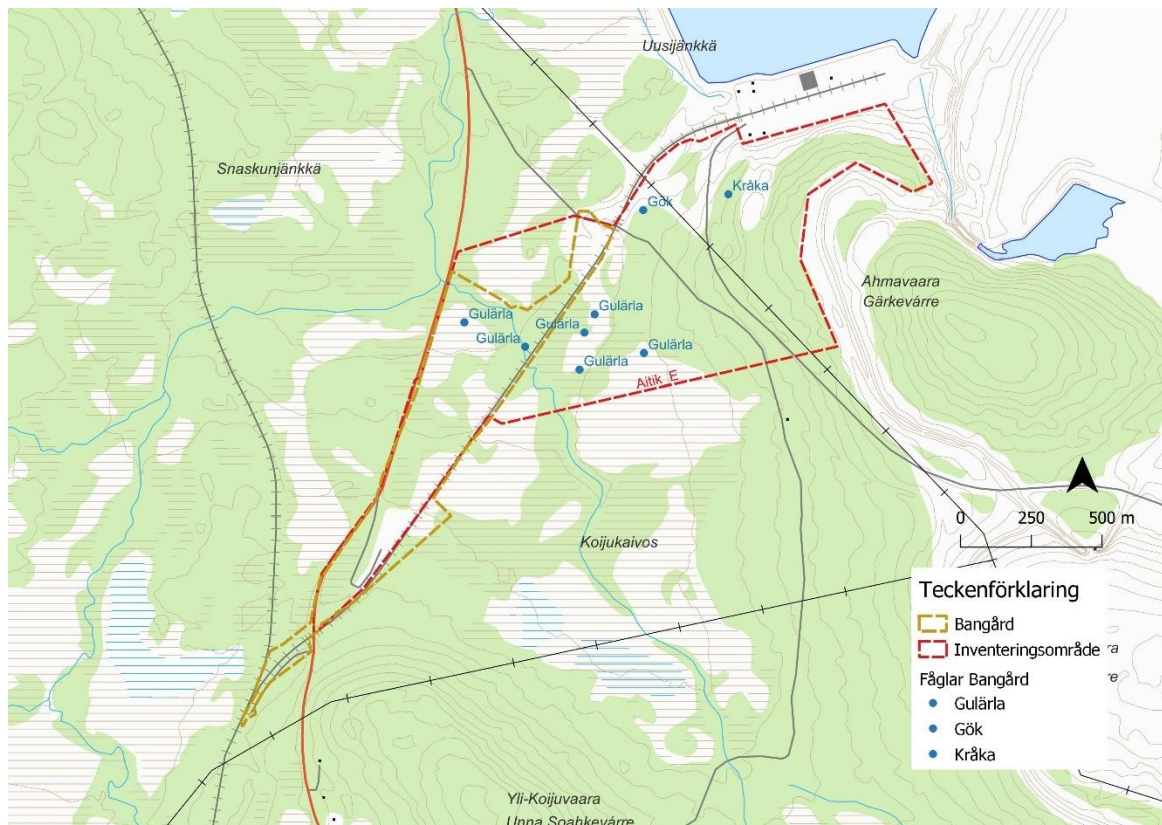 Uusijänkkä
Snaskunjänkkä
Kråka
Gök
Ahmavaara
Gärkevárre
Gulärla
Gulärla
Gulärla
Gulärla
Gulärla
Gulärla
Aitik E
Koijukaivos
0 250 500 m
Teckenförklaring
Bangård
Inventeringsområde
Fåglar Bangård
Gulärla
Gök
Kråka
Yli-Koijuvaara
Unna Soahkevárre